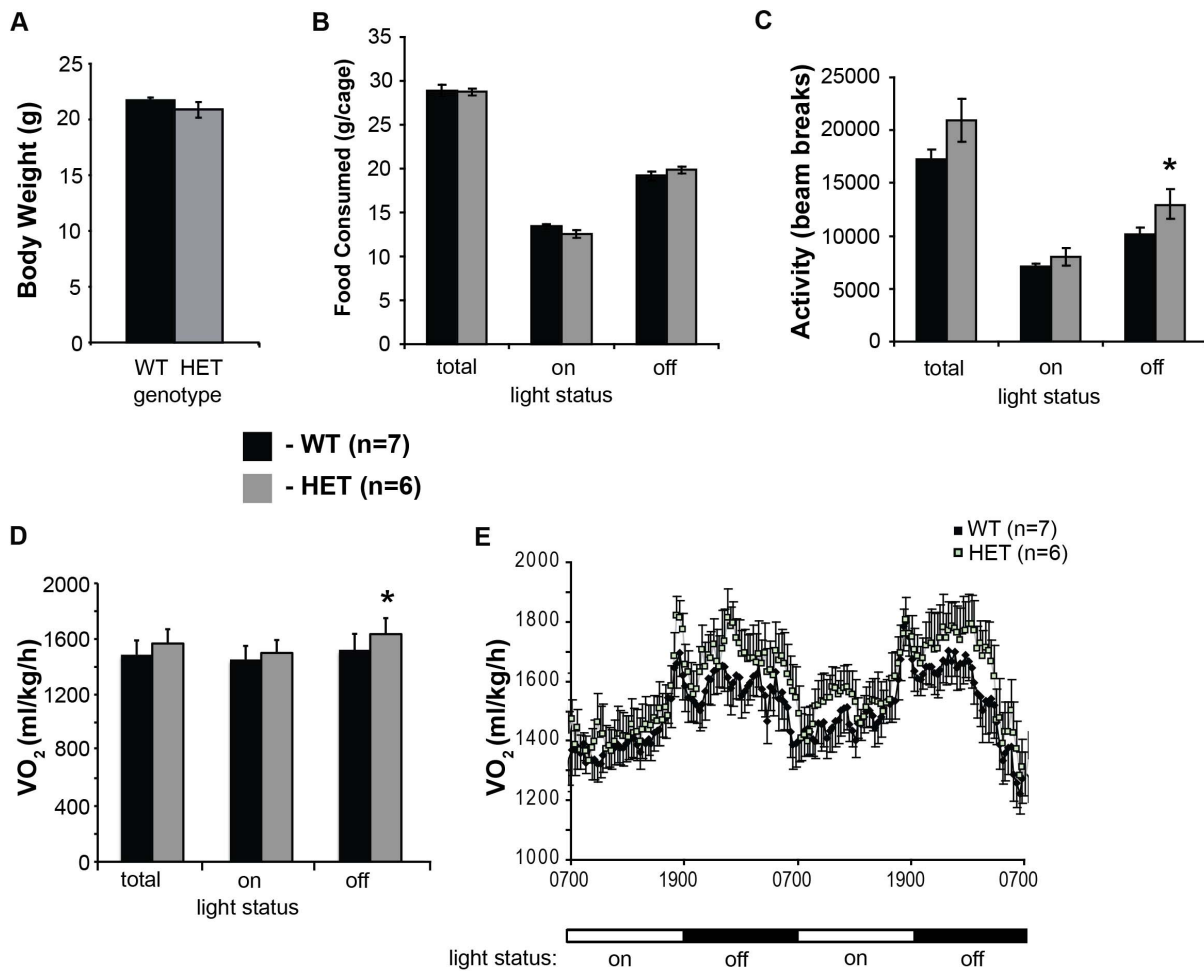 A
Body Weight (g)
25
20
15
10
5
0
WT HET
genotype
B
Food Consumed (g/cage)
35
30
25
20
15
10
5
0
total on off
light status
C
Activity (beam breaks)
25000
20000
15000
10000
5000
0
*
total on off
light status
- WT (n=7)
- HET (n=6)
D
VO2 (ml/kg/h)
2000
1600
1200
800
400
0
*
total on off
light status
E
WT (n=7)
HET (n=6)
VO2 (ml/kg/h)
2000
1800
1600
1400
1200
1000
0700 1900 0700 1900 0700
light status: on off on off